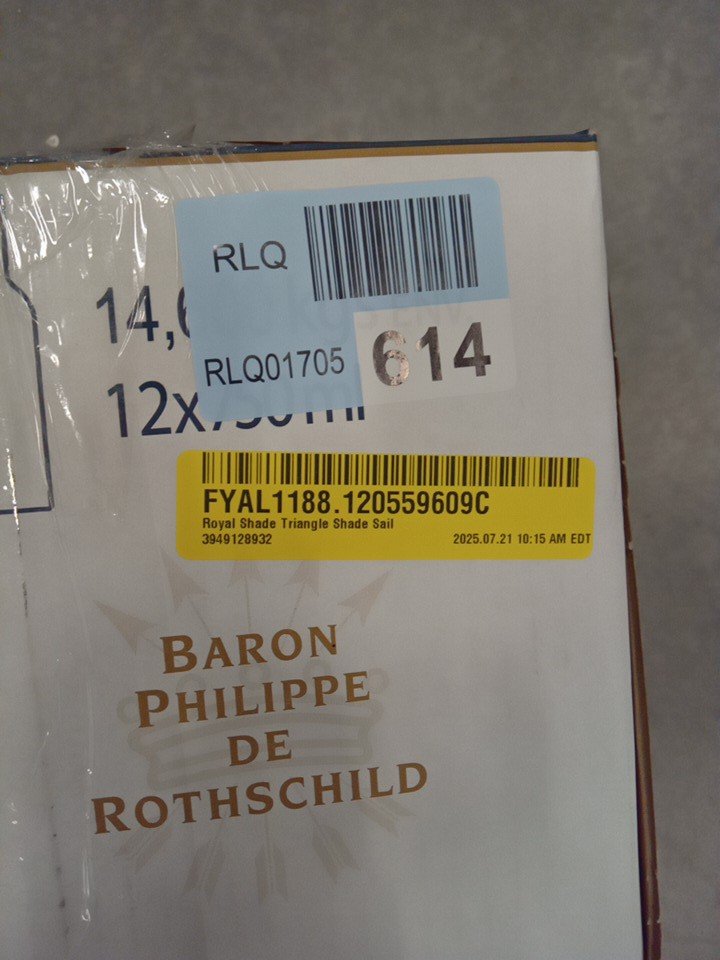 RLQ
14,6
RLQ01705
614
12x750ml
FYAL1188.120559609C
Royal Shade Triangle Shade Sail
3949128932
2025.07.21 10:15 AM EDT
BARON
PHILIPPE
DE
ROTHSCHILD